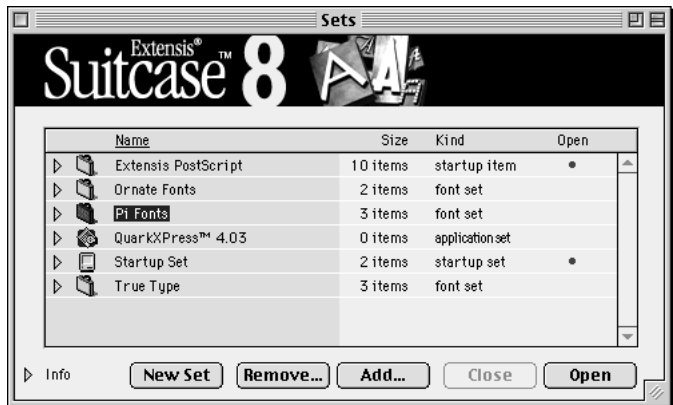 Sets
Extensis®
Suitcase™ 8
Name Size Kind Open
Extensis PostScript 10 items startup item •
Ornate Fonts 2 items font set
Pi Fonts 3 items font set
QuarkXPress™ 4.03 0 items application set
Startup Set 2 items startup set •
True Type 3 items font set
Info New Set Remove... Add... Close Open